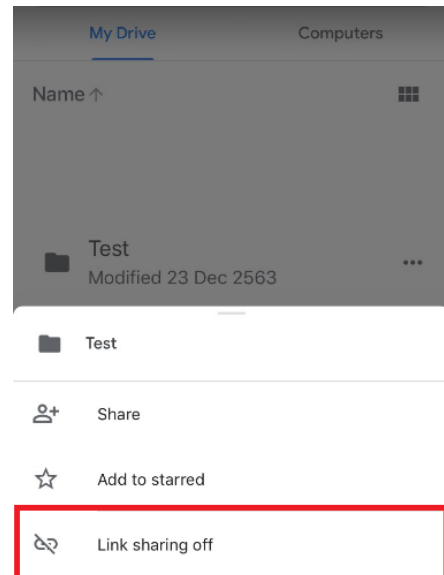 My Drive Computers
Name ↑
Test
Modified 23 Dec 2563
Test
Share
Add to starred
Link sharing off